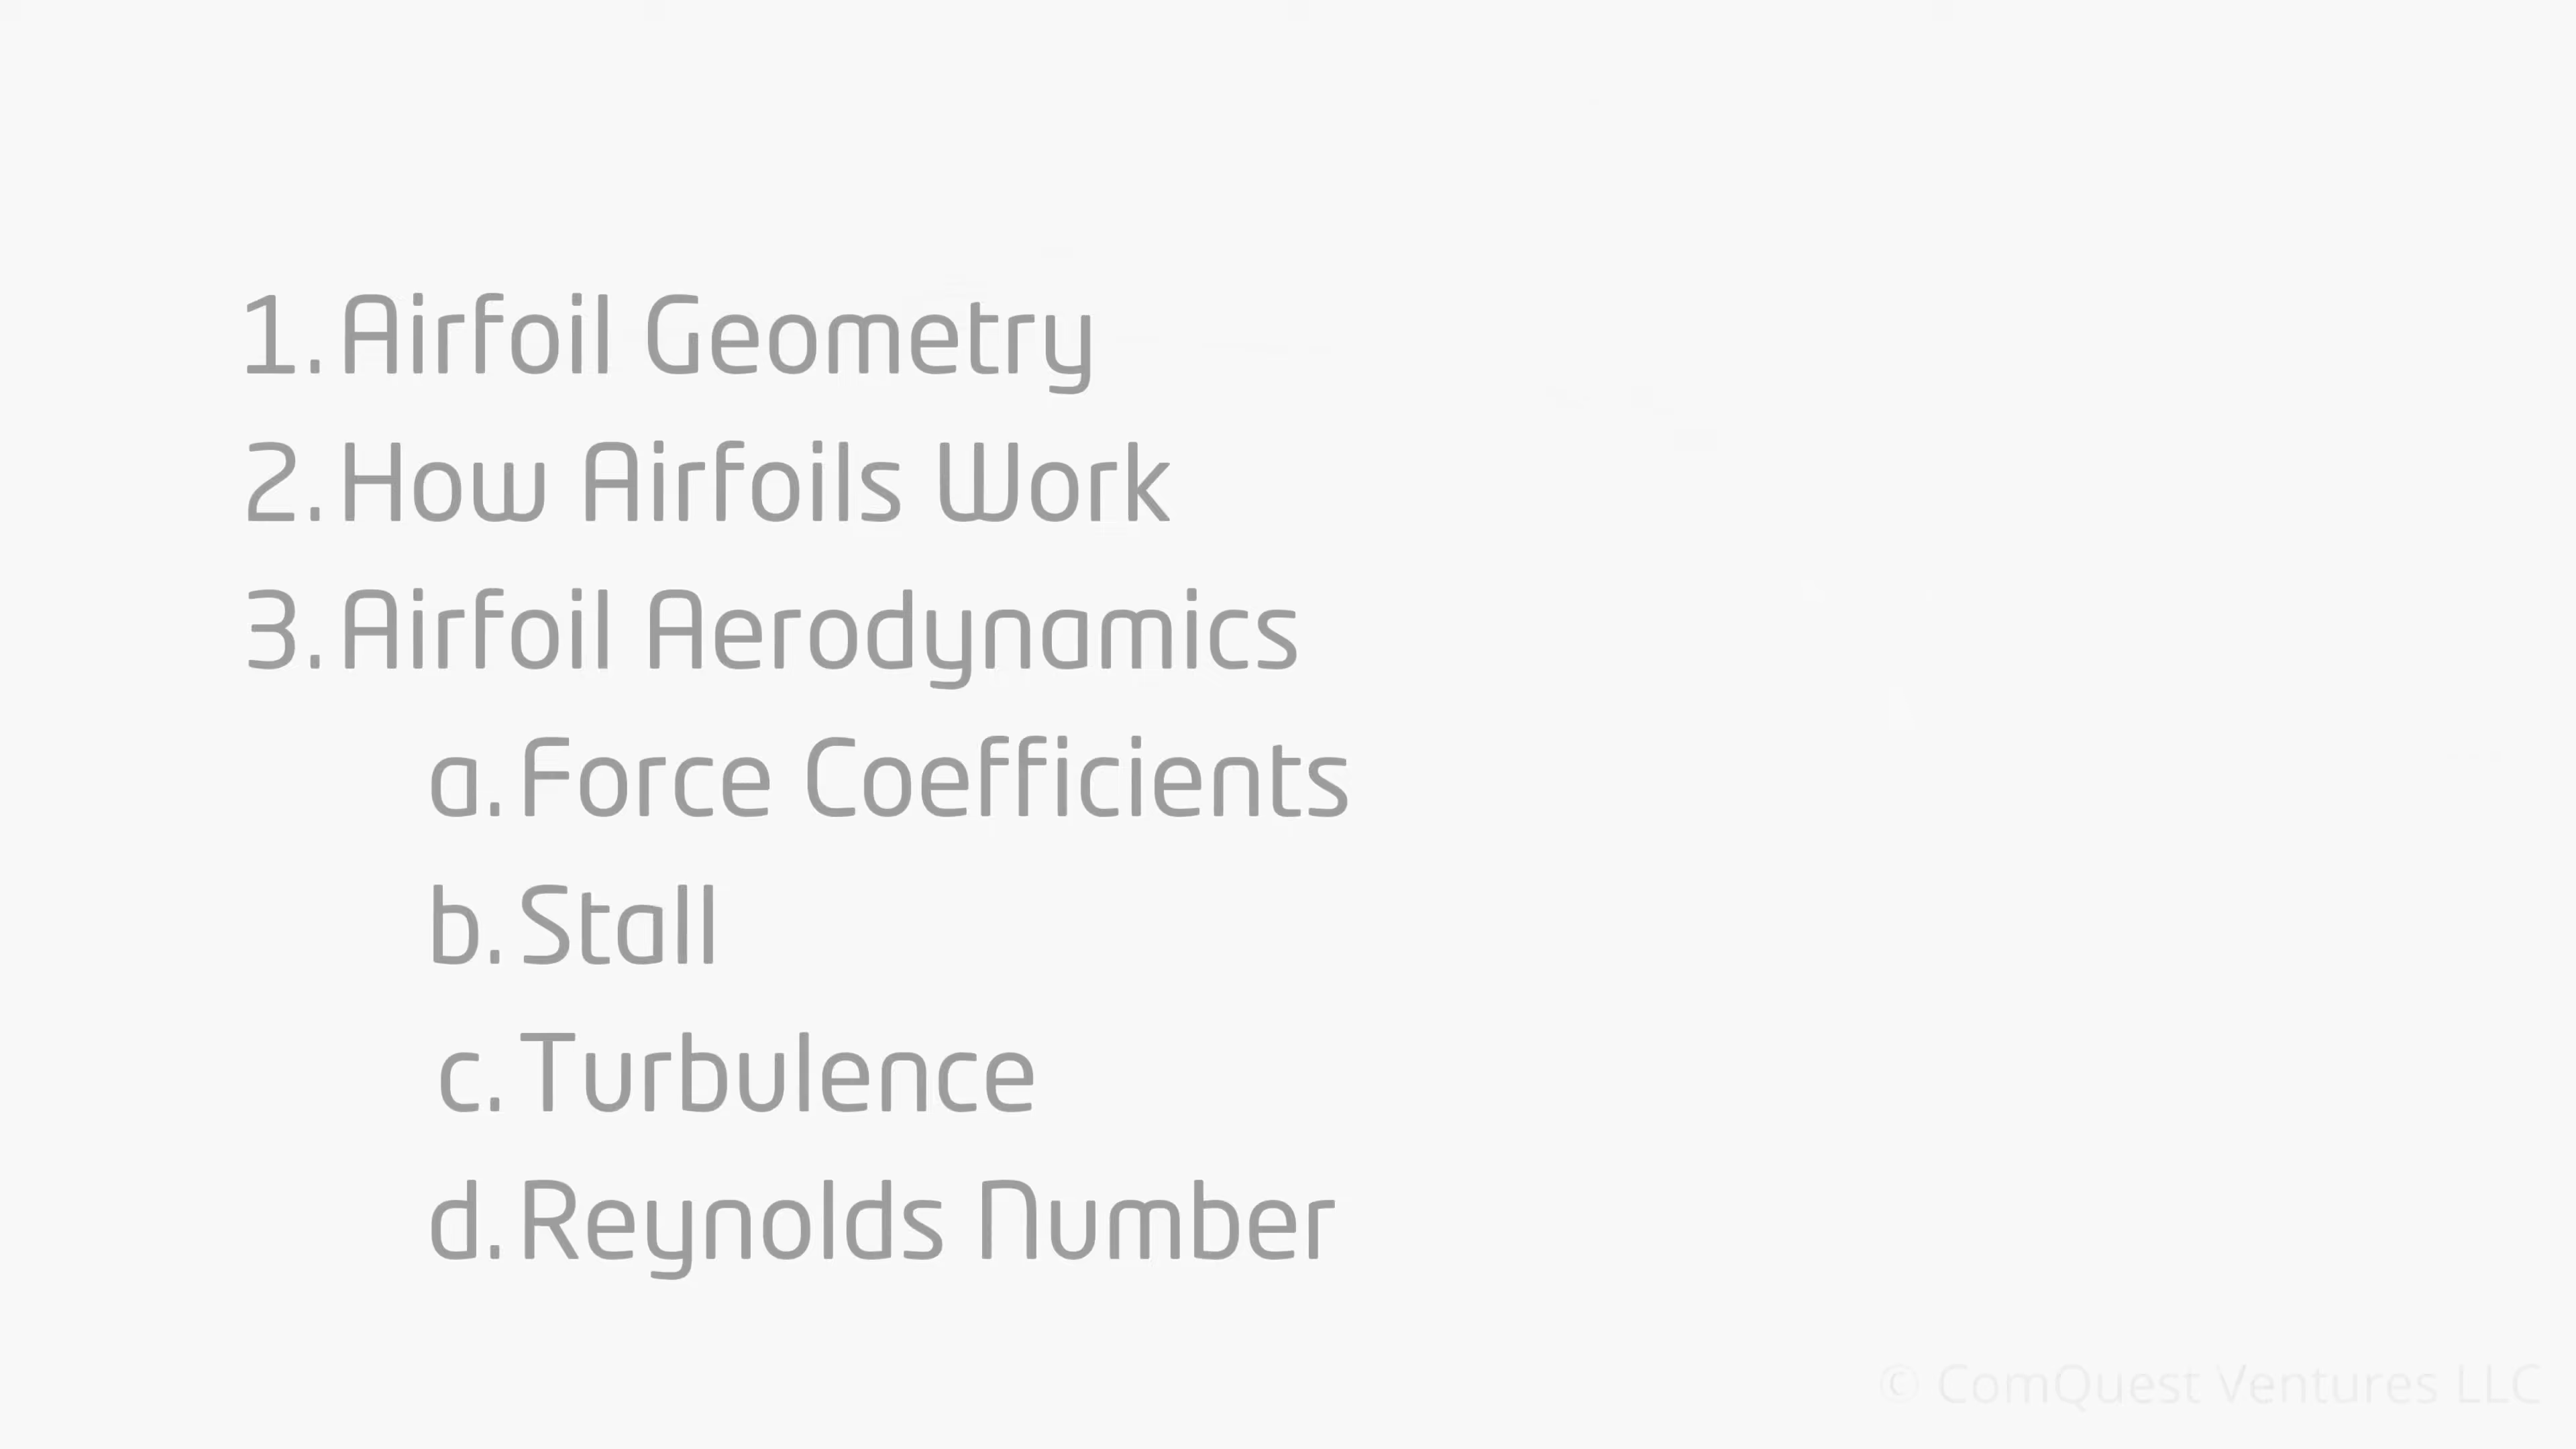 1. Airfoil Geometry
2. How Airfoils Work
3. Airfoil Aerodynamics
a. Force Coefficients
b. Stall
c. Turbulence
d. Reynolds Number
© ComQuest Ventures LLC